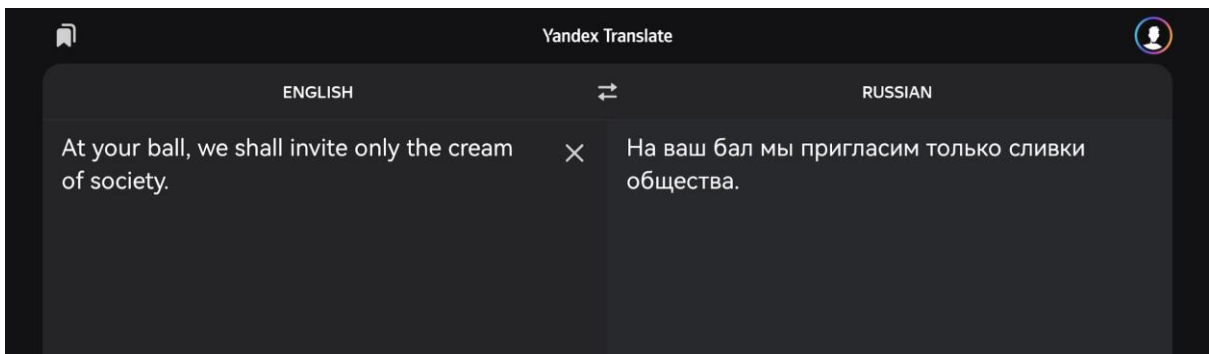 Yandex Translate
ENGLISH
RUSSIAN
At your ball, we shall invite only the cream
of society.
На ваш бал мы пригласим только сливки
общества.